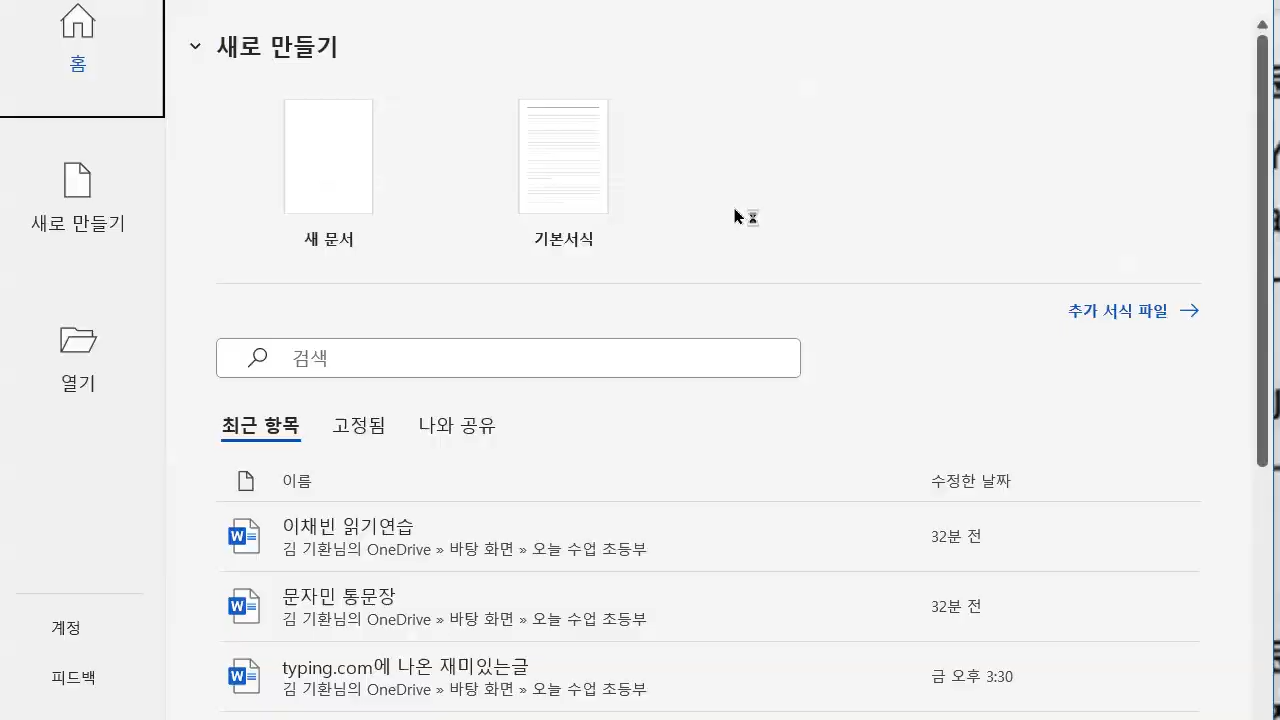 홈
새로 만들기
열기
계정
피드백
새로 만들기
새 문서
기본서식
추가 서식 파일
검색
최근 항목 고정됨 나와 공유
이름 수정한 날짜
이채빈 읽기연습
김 기환님의 OneDrive » 바탕 화면 » 오늘 수업 초등부
32분 전
문자민 통문장
김 기환님의 OneDrive » 바탕 화면 » 오늘 수업 초등부
32분 전
typing.com에 나온 재미있는글
김 기환님의 OneDrive » 바탕 화면 » 오늘 수업 초등부
금 오후 3:30